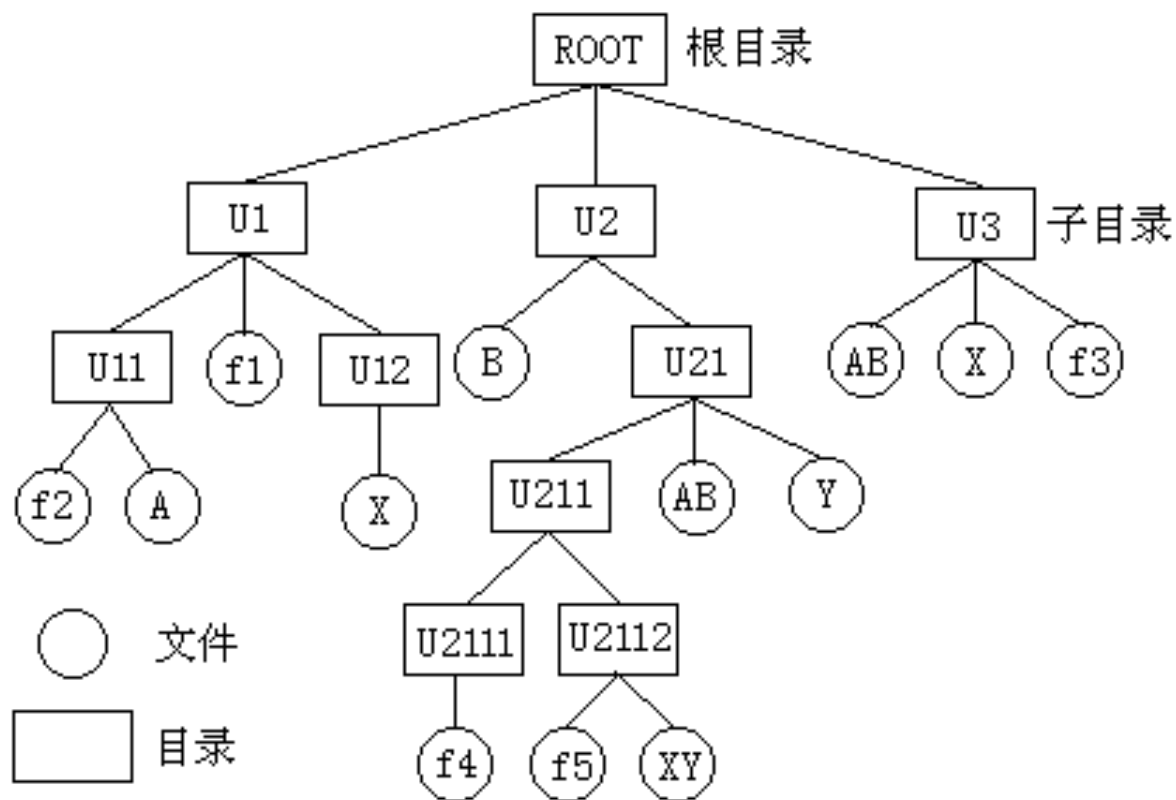 ROOT 根目录
U1 U2 U3 子目录
U11 f1 U12 B U21 AB X f3
f2 A X U211 AB Y
文件 U2111 U2112
目录 f4 f5 XY